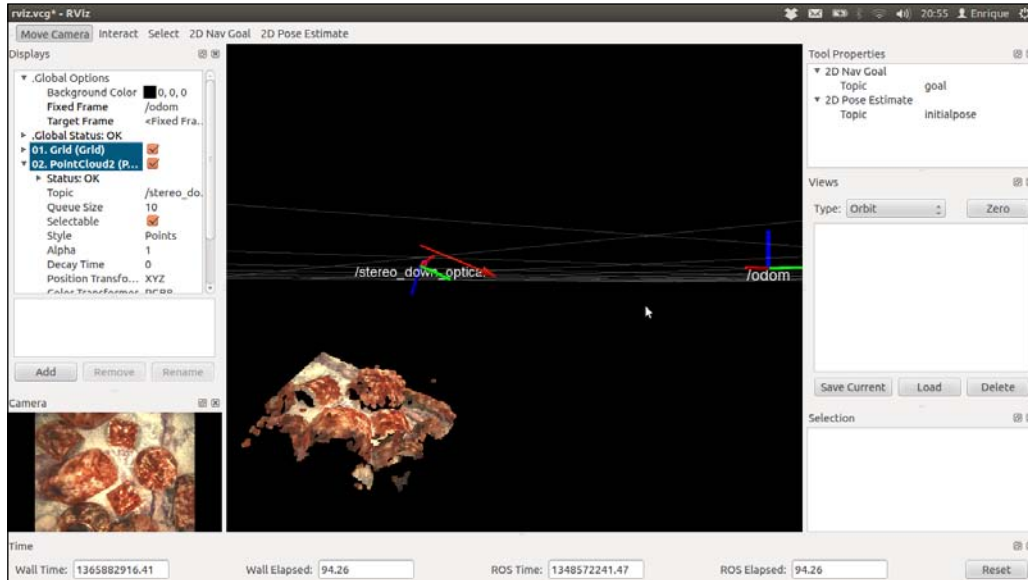 rviz.vcg* - RViz
20:55 Enrique
Move Camera Interact Select 2D Nav Goal 2D Pose Estimate
Displays
.Global Options
Background Color 0, 0, 0
Fixed Frame /odom
Target Frame <Fixed Fra..
.Global Status: OK
01. Grid (Grid)
02. PointCloud2 (P...
Status: OK
Topic /stereo_do.
Queue Size 10
Selectable
Style Points
Alpha 1
Decay Time 0
Position Transfo... XYZ
Color Transformer RGB8
Add Remove Rename
Camera
/stereo_down_optical
/odom
Tool Properties
2D Nav Goal
Topic goal
2D Pose Estimate
Topic initialpose
Views
Type: Orbit Zero
Save Current Load Delete
Selection
Time
Wall Time: 1365882916.41 Wall Elapsed: 94.26 ROS Time: 1348572241.47 ROS Elapsed: 94.26 Reset